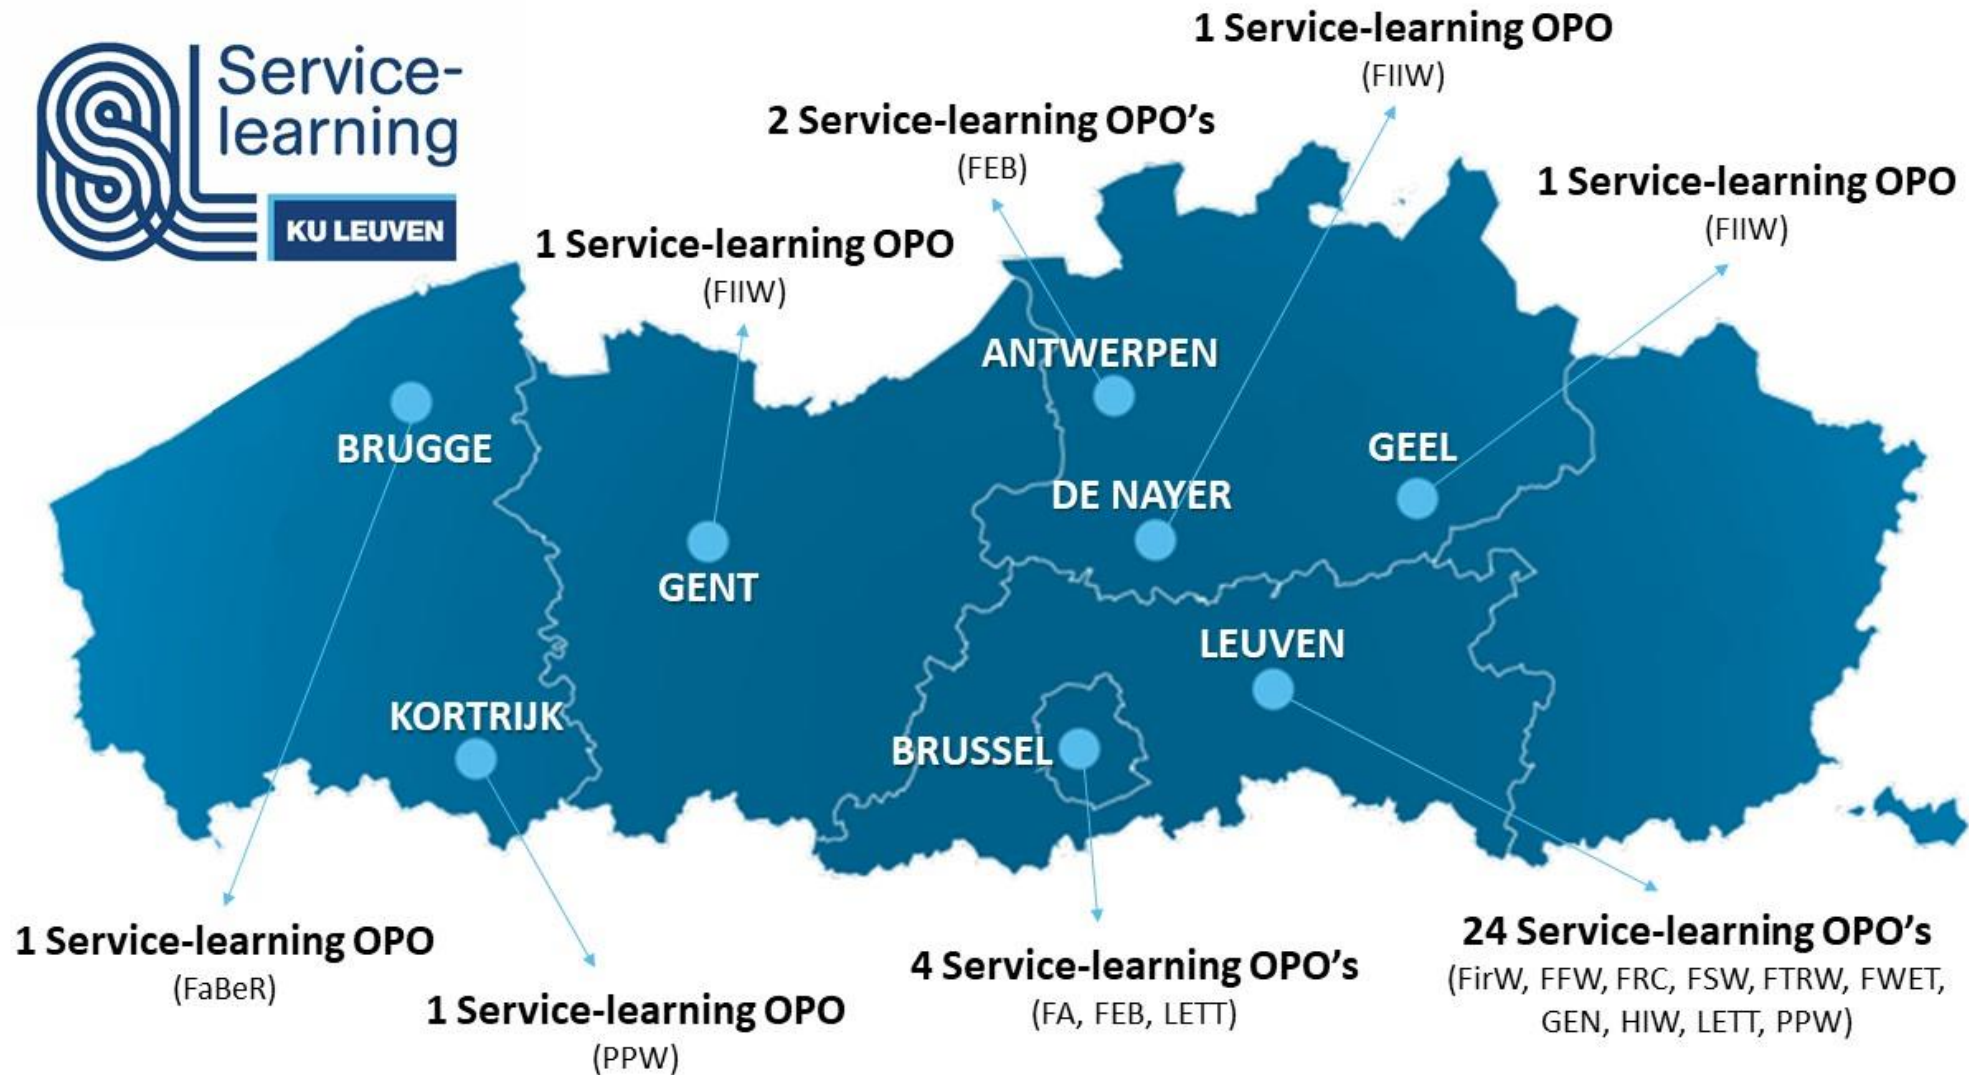 Service-
learning
KU LEUVEN
1 Service-learning OPO
(FIIW)
2 Service-learning OPO’s
(FEB)
1 Service-learning OPO
(FIIW)
1 Service-learning OPO
(FIIW)
ANTWERPEN
BRUGGE
GEEL
DE NAYER
GENT
LEUVEN
KORTRIJK
BRUSSEL
1 Service-learning OPO
(FaBeR)
1 Service-learning OPO
(PPW)
4 Service-learning OPO’s
(FA, FEB, LETT)
24 Service-learning OPO’s
(FirW, FFW, FRC, FSW, FTRW, FWET,
GEN, HIW, LETT, PPW)